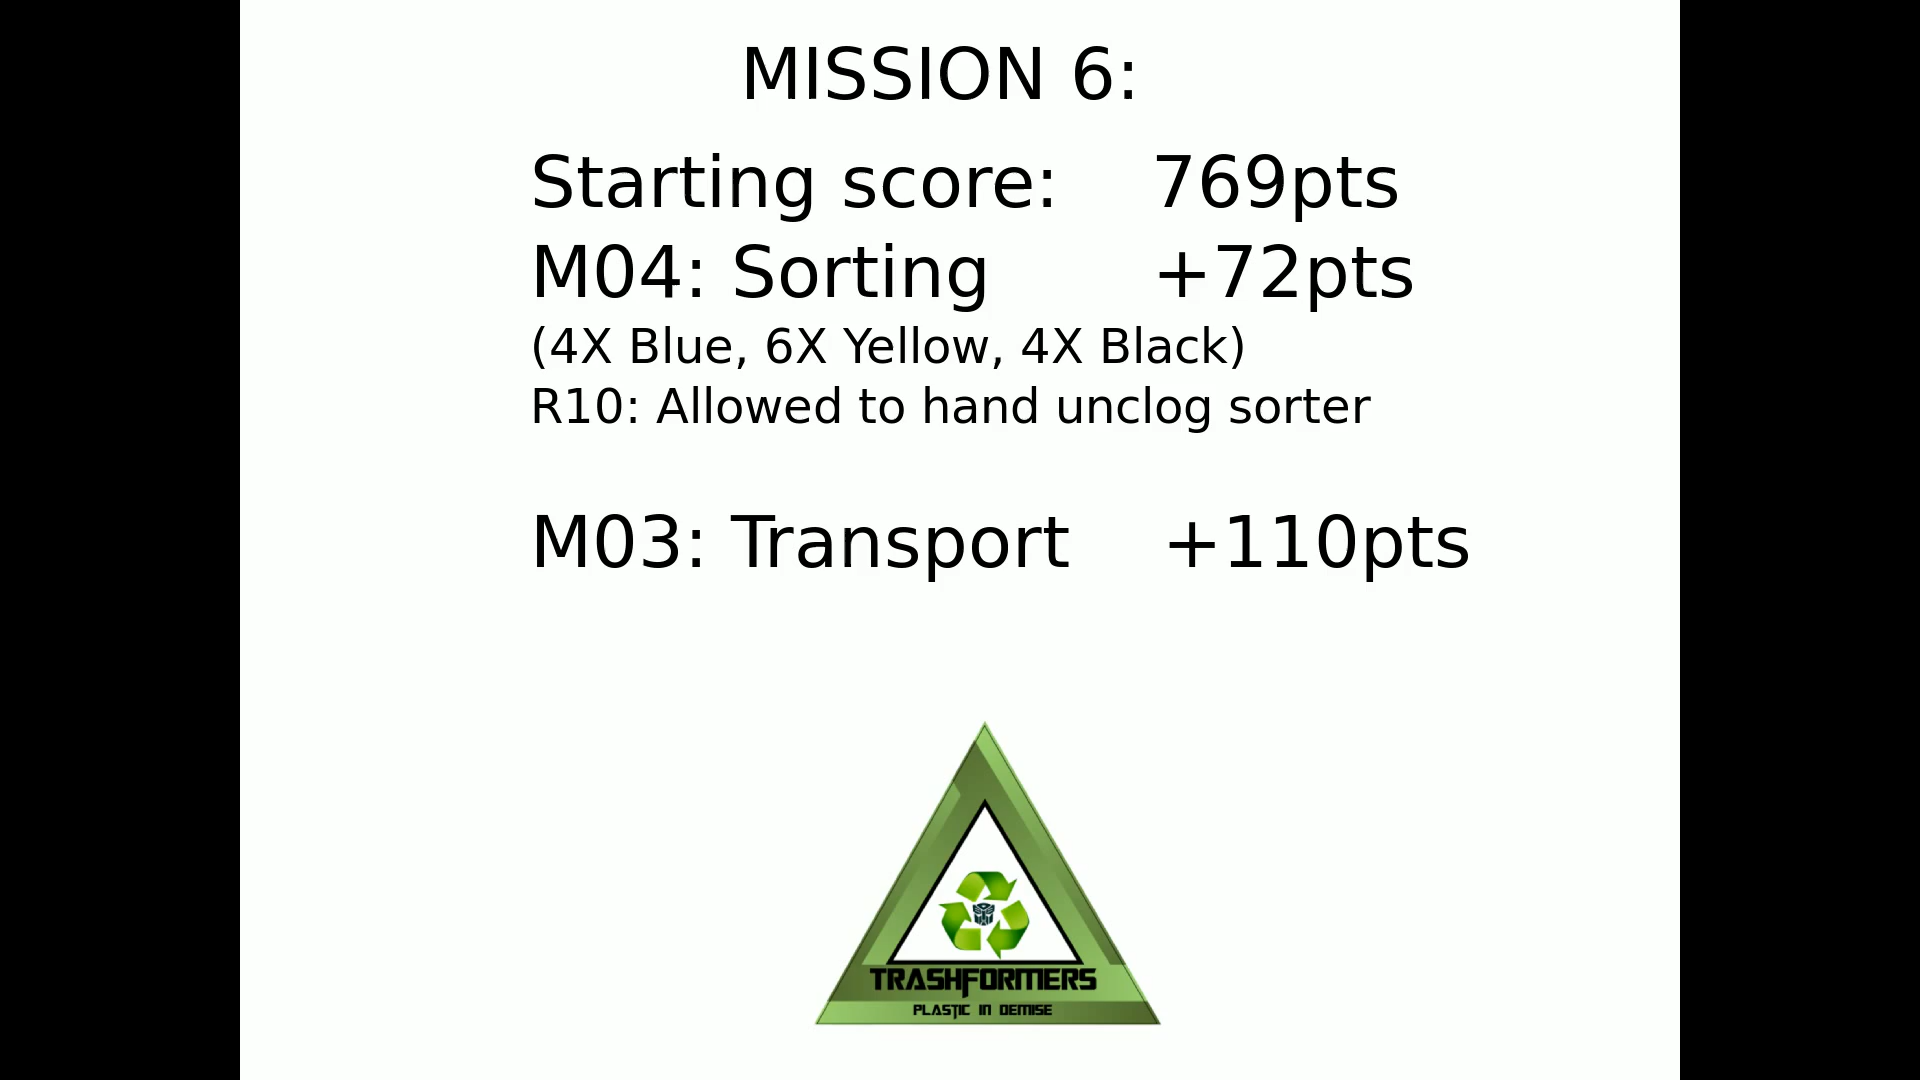 MISSION 6:
Starting score: 769pts
M04: Sorting +72pts
(4X Blue, 6X Yellow, 4X Black)
R10: Allowed to hand unclog sorter
M03: Transport +110pts
TRASHFORMERS
PLASTIC IN DEMISE